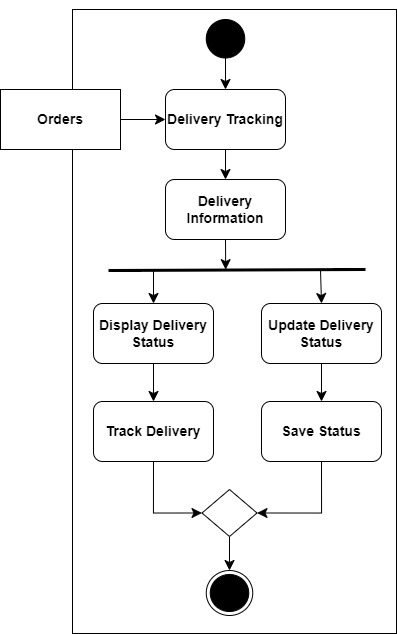 Orders
Delivery Tracking
Delivery
Information
Display Delivery
Status
Update Delivery
Status
Track Delivery
Save Status